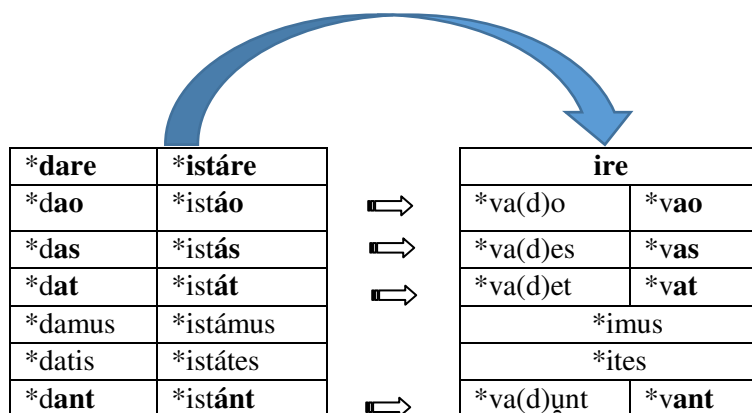 *dare *istáre ire
*dao *istáo *va(d)o *vao
*das *istás *va(d)es *vas
*dat *istát *va(d)et *vat
*damus *istámus *imus
*datis *istátes *ites
*dant *istánt *va(d)ụnt *vant